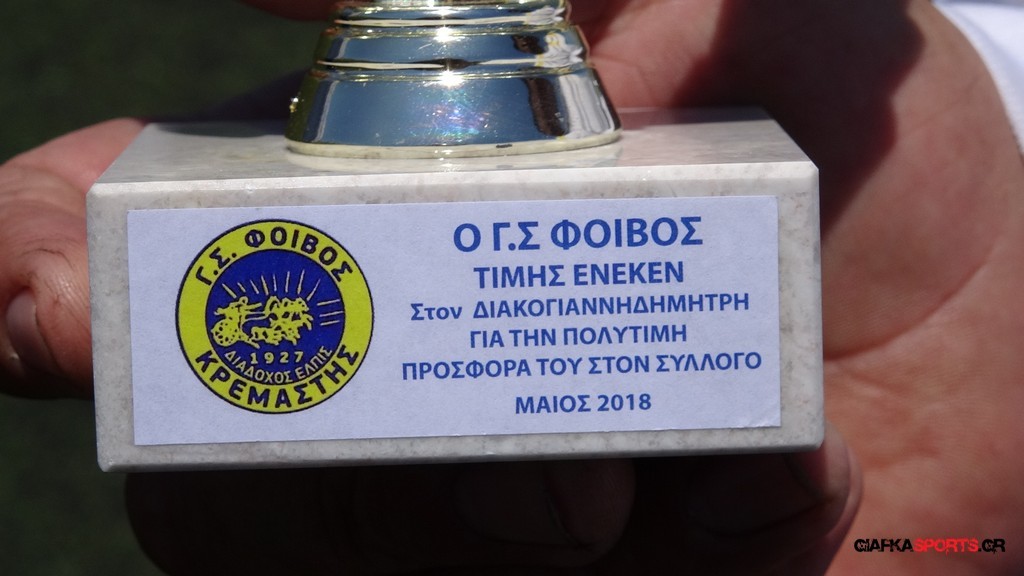 Γ.Σ. ΦΟΙΒΟΣ
1927
ΔΙΑΔΟΧΟΣ ΕΛΠΙΣ
ΚΡΕΜΑΣΤΗΣ
Ο Γ.Σ ΦΟΙΒΟΣ
ΤΙΜΗΣ ΕΝΕΚΕΝ
Στον ΔΙΑΚΟΓΙΑΝΝΗΔΗΜΗΤΡΗ
ΓΙΑ ΤΗΝ ΠΟΛΥΤΙΜΗ
ΠΡΟΣΦΟΡΑ ΤΟΥ ΣΤΟΝ ΣΥΛΛΟΓΟ
ΜΑΙΟΣ 2018
GIAFKASPORTS.GR